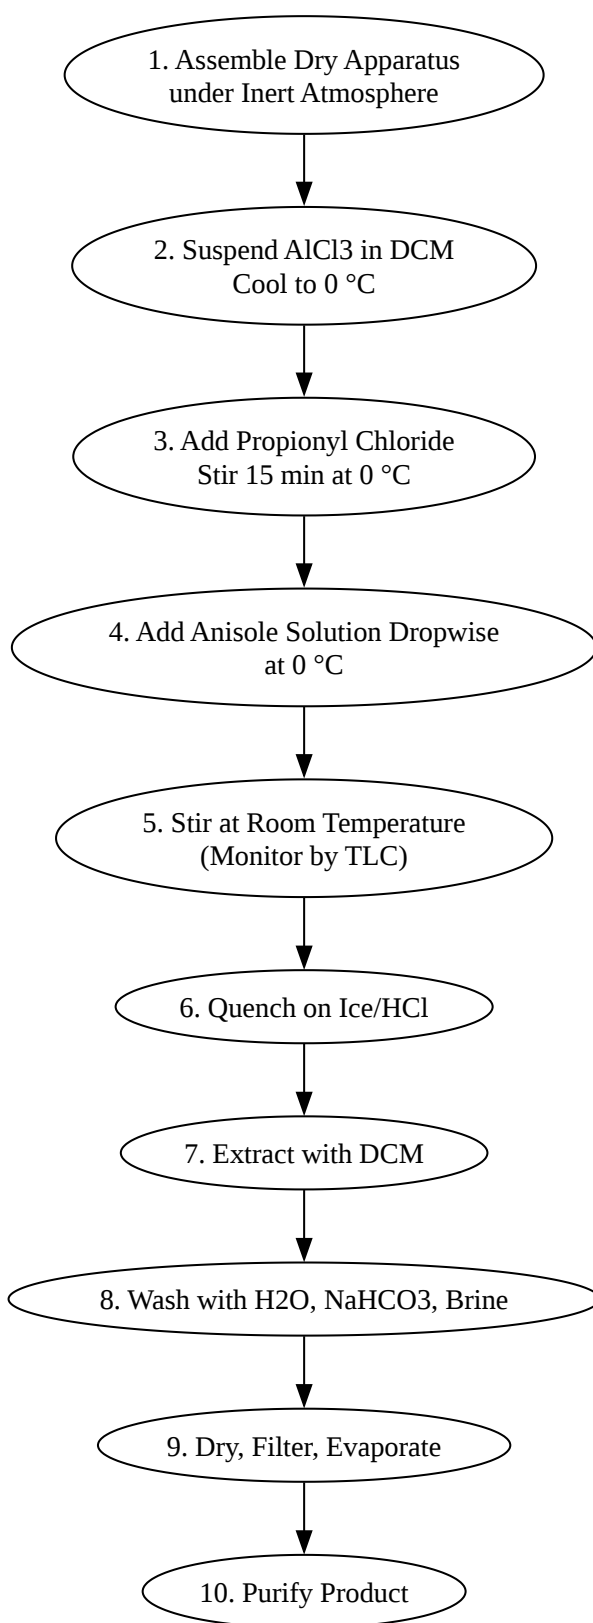 1. Assemble Dry Apparatus
under Inert Atmosphere
2. Suspend AlCl3 in DCM
Cool to 0 °C
3. Add Propionyl Chloride
Stir 15 min at 0 °C
4. Add Anisole Solution Dropwise
at 0 °C
5. Stir at Room Temperature
(Monitor by TLC)
6. Quench on Ice/HCl
7. Extract with DCM
8. Wash with H2O, NaHCO3, Brine
9. Dry, Filter, Evaporate
10. Purify Product